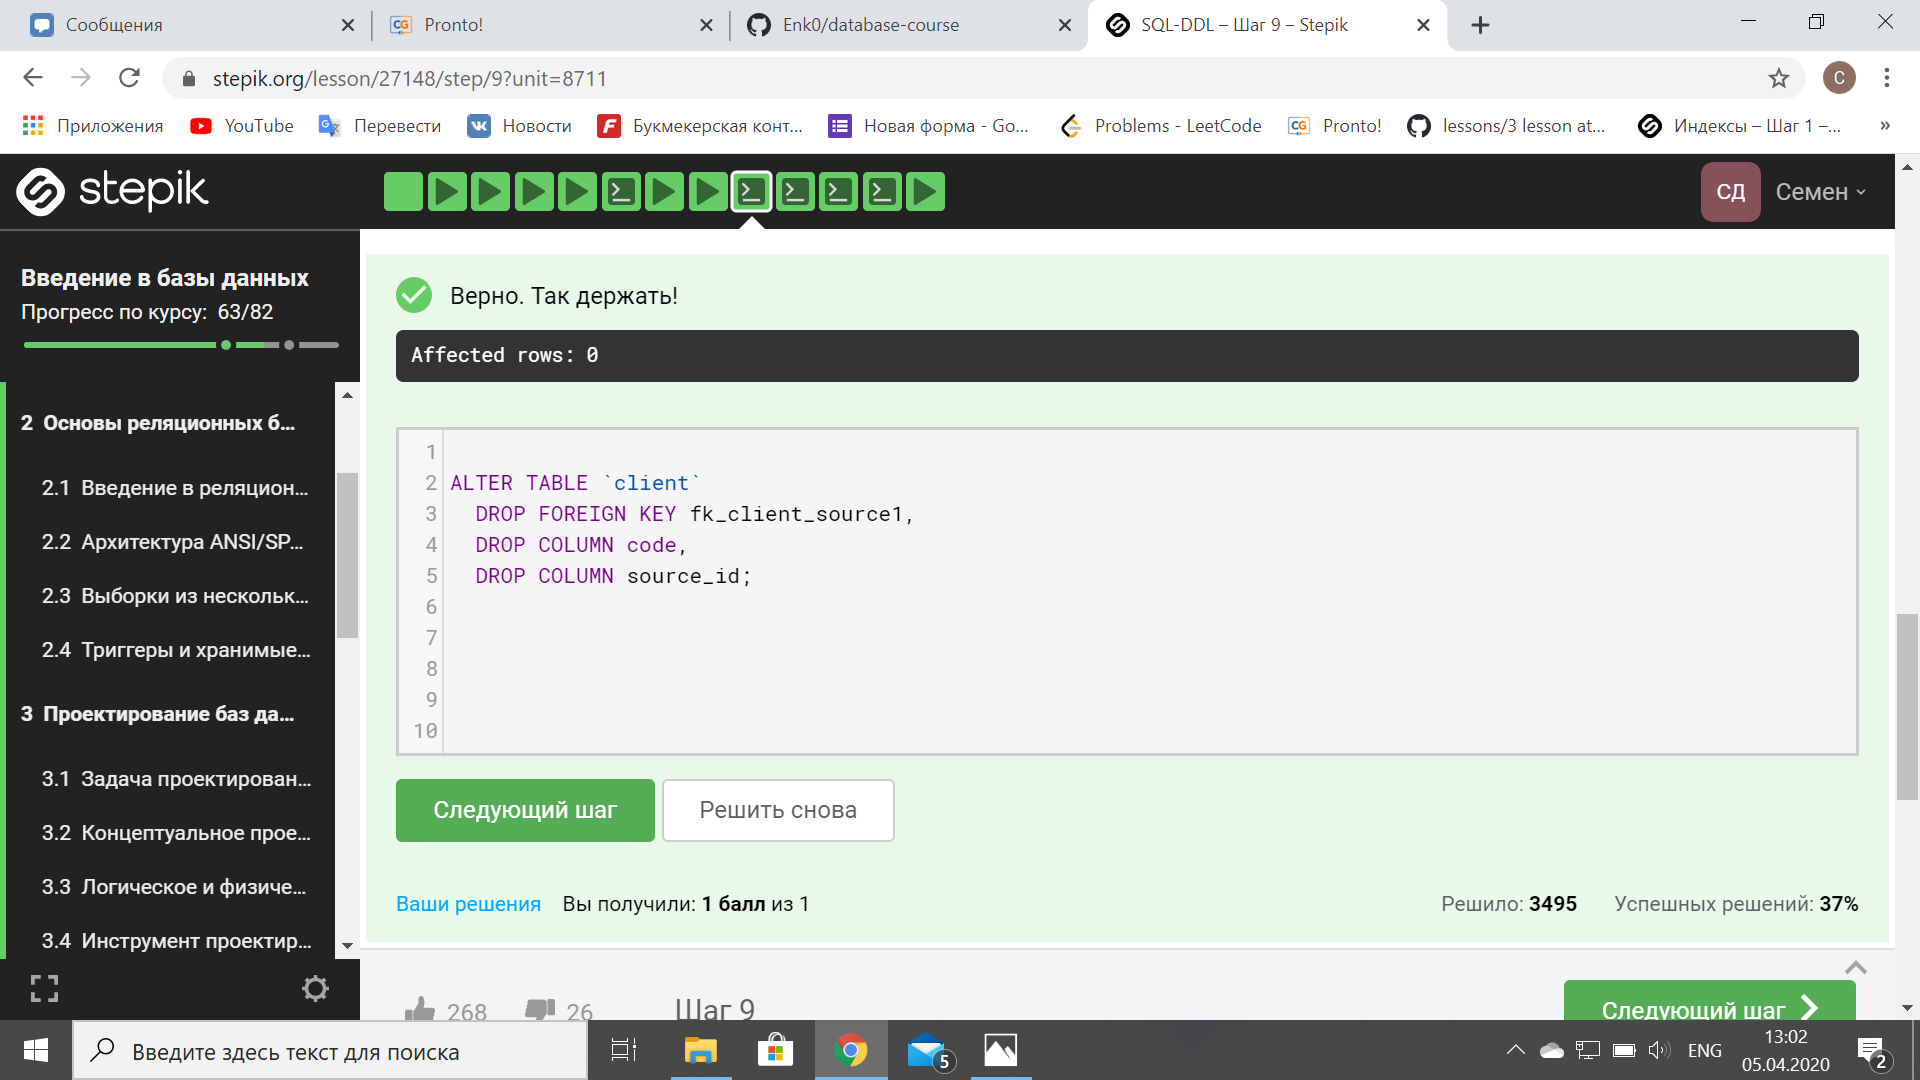 Сообщения
Pronto!
Enk0/database-course
SQL-DDL – Шаг 9 – Stepik
stepik.org/lesson/27148/step/9?unit=8711
С
Приложения
YouTube
Перевести
Новости
Букмекерская конт...
Новая форма - Go...
Problems - LeetCode
Pronto!
lessons/3 lesson at...
Индексы – Шаг 1 –...
»
stepik
СД
Семен
Введение в базы данных
Прогресс по курсу: 63/82
2 Основы реляционных б...
2.1 Введение в реляцион...
2.2 Архитектура ANSI/SP...
2.3 Выборки из нескольк...
2.4 Триггеры и хранимые...
3 Проектирование баз да...
3.1 Задача проектирован...
3.2 Концептуальное прое...
3.3 Логическое и физиче...
3.4 Инструмент проектир...
Верно. Так держать!
Affected rows: 0
1
2 ALTER TABLE `client`
3 DROP FOREIGN KEY fk_client_source1,
4 DROP COLUMN code,
5 DROP COLUMN source_id;
6
7
8
9
10
Следующий шаг
Решить снова
Ваши решения Вы получили: 1 балл из 1
Решило: 3495 Успешных решений: 37%
268
26
Шаг 9
Следующий шаг
Введите здесь текст для поиска
5
ENG
13:02
05.04.2020
2